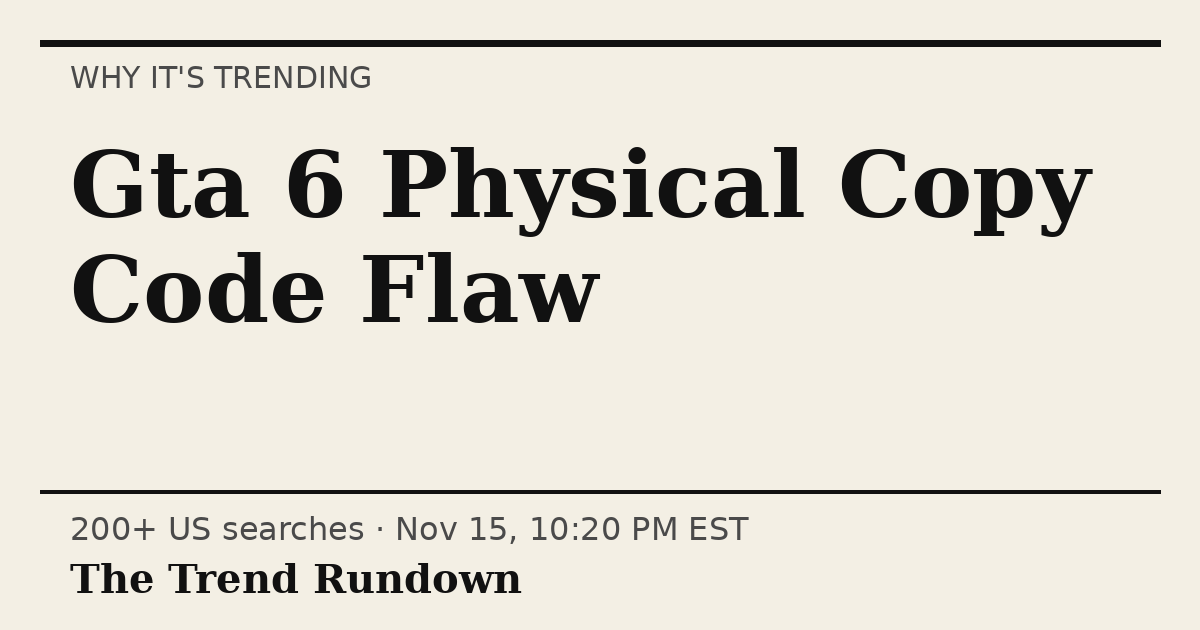 WHY IT'S TRENDING
Gta 6 Physical Copy
Code Flaw
200+ US searches · Nov 15, 10:20 PM EST
The Trend Rundown